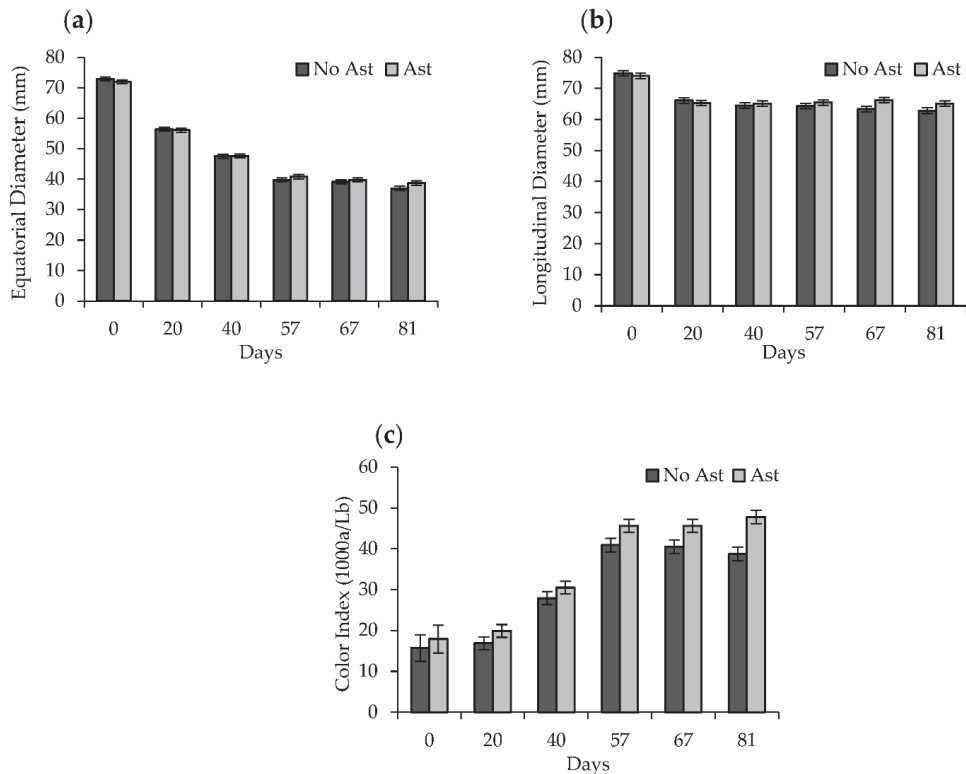 (a)
80
70
60
50
40
30
20
10
0
Equatorial Diameter (mm)
No Ast Ast
0 20 40 57 67 81
Days
(b)
80
70
60
50
40
30
20
10
0
Longitudinal Diameter (mm)
No Ast Ast
0 20 40 57 67 81
Days
(c)
60
50
40
30
20
10
0
Color Index (1000a/Lb)
No Ast Ast
0 20 40 57 67 81
Days